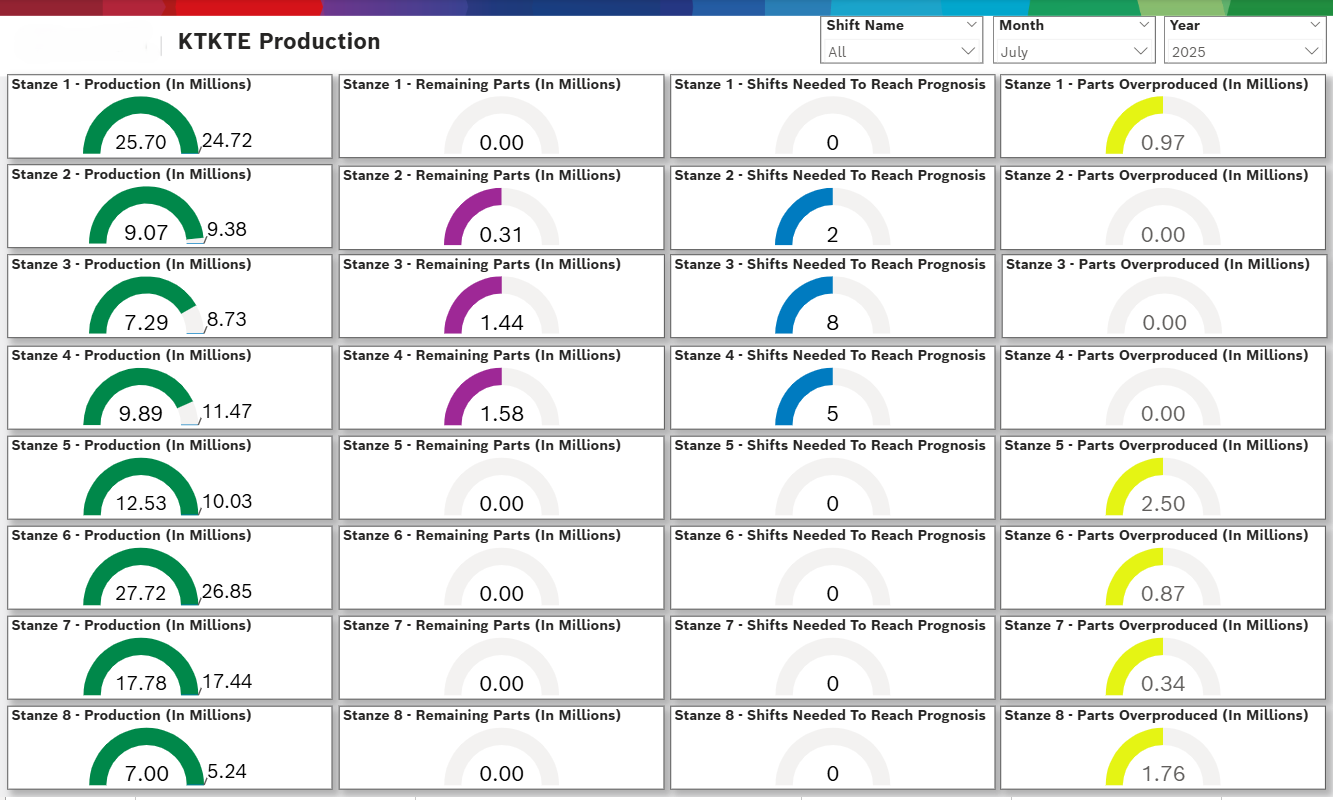 KTKTE Production
Shift Name
All
Month
July
Year
2025
Stanze 1 - Production (In Millions)
25.70
24.72
Stanze 1 - Remaining Parts (In Millions)
0.00
Stanze 1 - Shifts Needed To Reach Prognosis
0
Stanze 1 - Parts Overproduced (In Millions)
0.97
Stanze 2 - Production (In Millions)
9.07
9.38
Stanze 2 - Remaining Parts (In Millions)
0.31
Stanze 2 - Shifts Needed To Reach Prognosis
2
Stanze 2 - Parts Overproduced (In Millions)
0.00
Stanze 3 - Production (In Millions)
7.29
8.73
Stanze 3 - Remaining Parts (In Millions)
1.44
Stanze 3 - Shifts Needed To Reach Prognosis
8
Stanze 3 - Parts Overproduced (In Millions)
0.00
Stanze 4 - Production (In Millions)
9.89
11.47
Stanze 4 - Remaining Parts (In Millions)
1.58
Stanze 4 - Shifts Needed To Reach Prognosis
5
Stanze 4 - Parts Overproduced (In Millions)
0.00
Stanze 5 - Production (In Millions)
12.53
10.03
Stanze 5 - Remaining Parts (In Millions)
0.00
Stanze 5 - Shifts Needed To Reach Prognosis
0
Stanze 5 - Parts Overproduced (In Millions)
2.50
Stanze 6 - Production (In Millions)
27.72
26.85
Stanze 6 - Remaining Parts (In Millions)
0.00
Stanze 6 - Shifts Needed To Reach Prognosis
0
Stanze 6 - Parts Overproduced (In Millions)
0.87
Stanze 7 - Production (In Millions)
17.78
17.44
Stanze 7 - Remaining Parts (In Millions)
0.00
Stanze 7 - Shifts Needed To Reach Prognosis
0
Stanze 7 - Parts Overproduced (In Millions)
0.34
Stanze 8 - Production (In Millions)
7.00
5.24
Stanze 8 - Remaining Parts (In Millions)
0.00
Stanze 8 - Shifts Needed To Reach Prognosis
0
Stanze 8 - Parts Overproduced (In Millions)
1.76